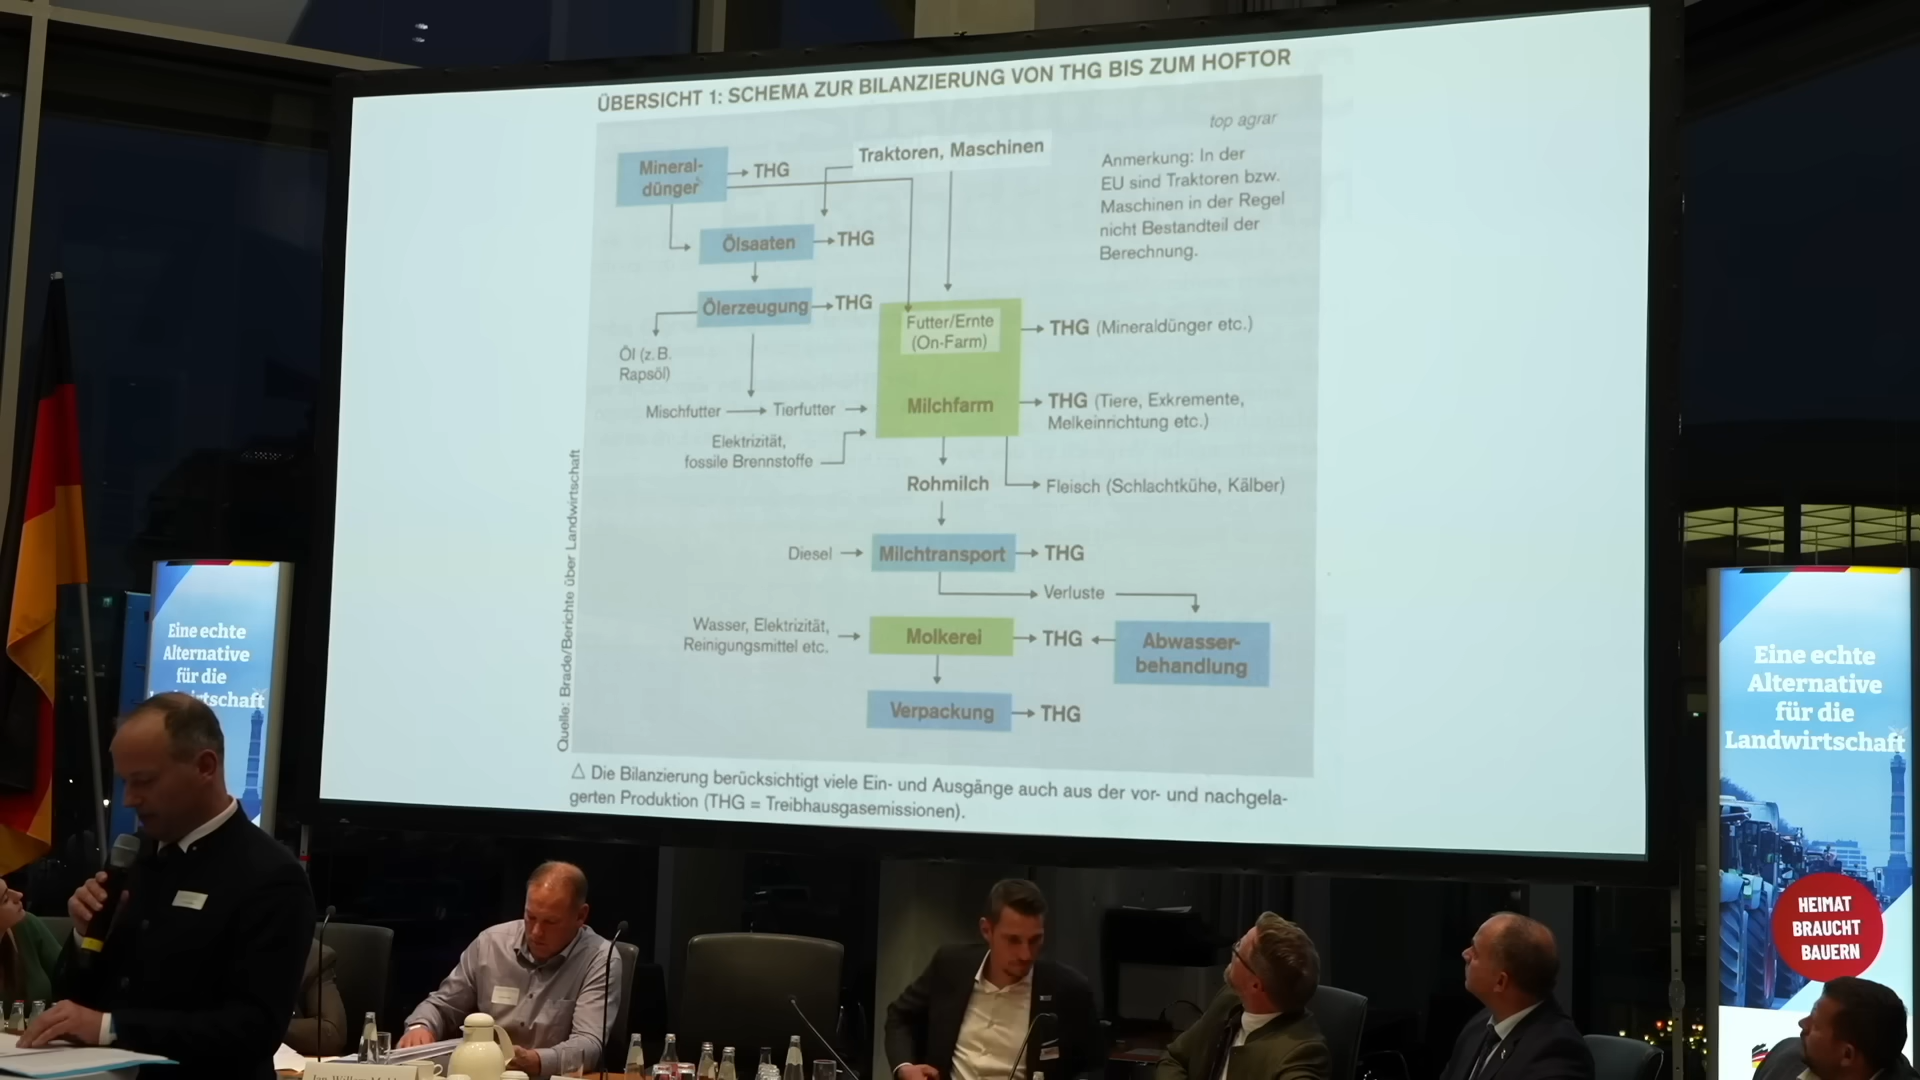 ÜBERSICHT 1: SCHEMA ZUR BILANZIERUNG VON THG BIS ZUM HOFTOR
top agrar
Mineral-
dünger
THG
Traktoren, Maschinen
Anmerkung: In der
EU sind Traktoren bzw.
Maschinen in der Regel
nicht Bestandteil der
Berechnung.
Ölsaaten
THG
Ölerzeugung
THG
Öl (z. B.
Rapsöl)
Futter/Ernte
(On-Farm)
THG (Mineraldünger etc.)
Mischfutter
Tierfutter
Milchfarm
THG (Tiere, Exkremente,
Melkeinrichtung etc.)
Elektrizität,
fossile Brennstoffe
Rohmilch
Fleisch (Schlachtkühe, Kälber)
Diesel
Milchtransport
THG
Verluste
Wasser, Elektrizität,
Reinigungsmittel etc.
Molkerei
THG
Abwasser-
behandlung
Verpackung
THG
Quelle: Brade/Berichte über Landwirtschaft
△ Die Bilanzierung berücksichtigt viele Ein- und Ausgänge auch aus der vor- und nachgela-
gerten Produktion (THG = Treibhausgasemissionen).
Eine echte
Alternative
für die
Landwirtschaft
Eine echte
Alternative
für die
Landwirtschaft
HEIMAT
BRAUCHT
BAUERN